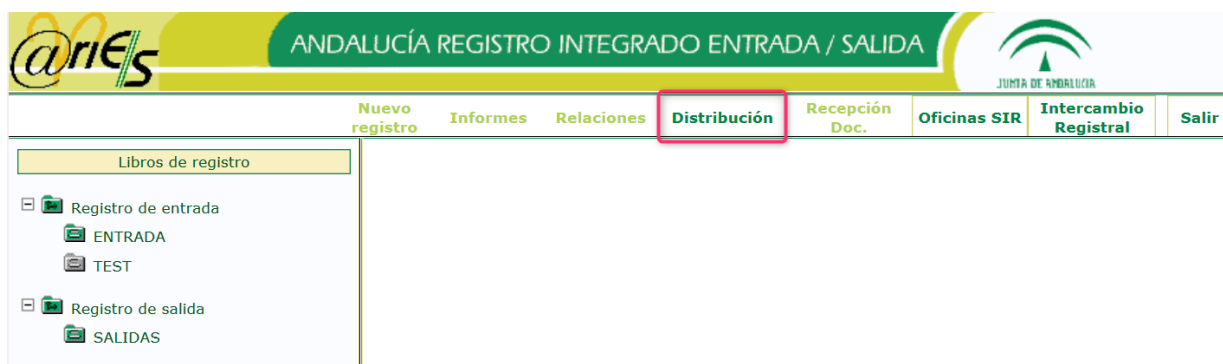 @rieS
ANDALUCÍA REGISTRO INTEGRADO ENTRADA / SALIDA
JUNTA DE ANDALUCIA
Nuevo registro
Informes
Relaciones
Distribución
Recepción Doc.
Oficinas SIR
Intercambio Registral
Salir
Libros de registro
Registro de entrada
ENTRADA
TEST
Registro de salida
SALIDAS